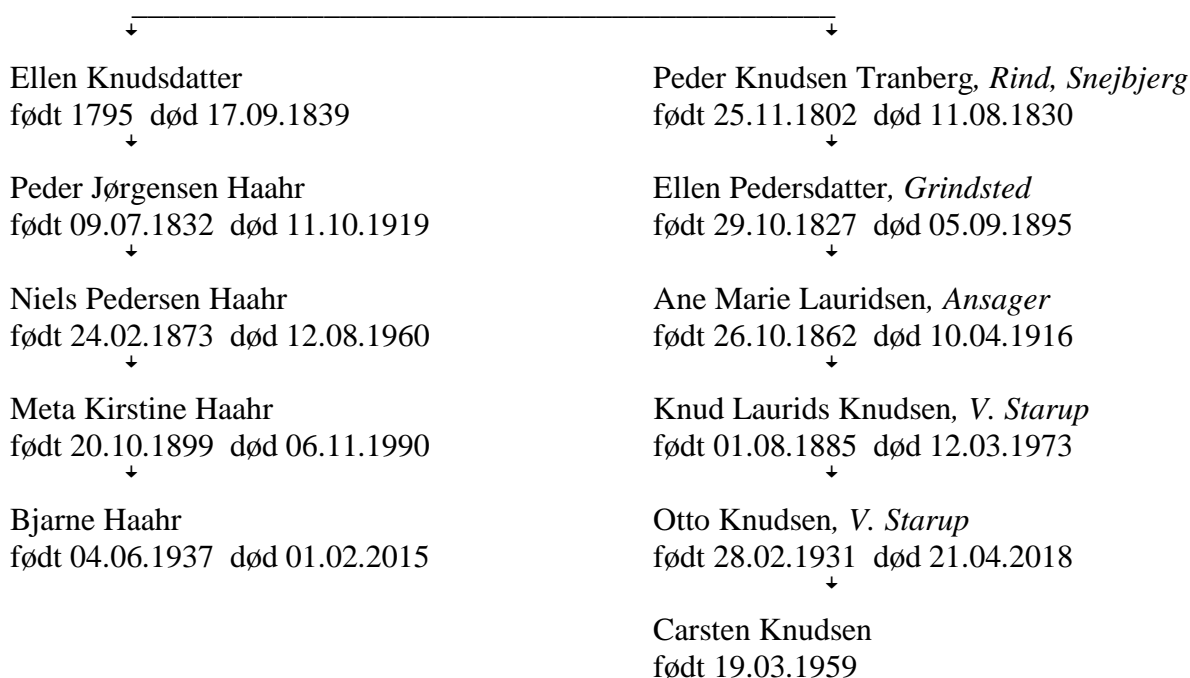 Ellen Knudsdatter
født 1795 død 17.09.1839
Peder Jørgensen Haahr
født 09.07.1832 død 11.10.1919
Niels Pedersen Haahr
født 24.02.1873 død 12.08.1960
Meta Kirstine Haahr
født 20.10.1899 død 06.11.1990
Bjarne Haahr
født 04.06.1937 død 01.02.2015
Peder Knudsen Tranberg, Rind, Snejbjerg
født 25.11.1802 død 11.08.1830
Ellen Pedersdatter, Grindsted
født 29.10.1827 død 05.09.1895
Ane Marie Lauridsen, Ansager
født 26.10.1862 død 10.04.1916
Knud Laurids Knudsen, V. Starup
født 01.08.1885 død 12.03.1973
Otto Knudsen, V. Starup
født 28.02.1931 død 21.04.2018
Carsten Knudsen
født 19.03.1959